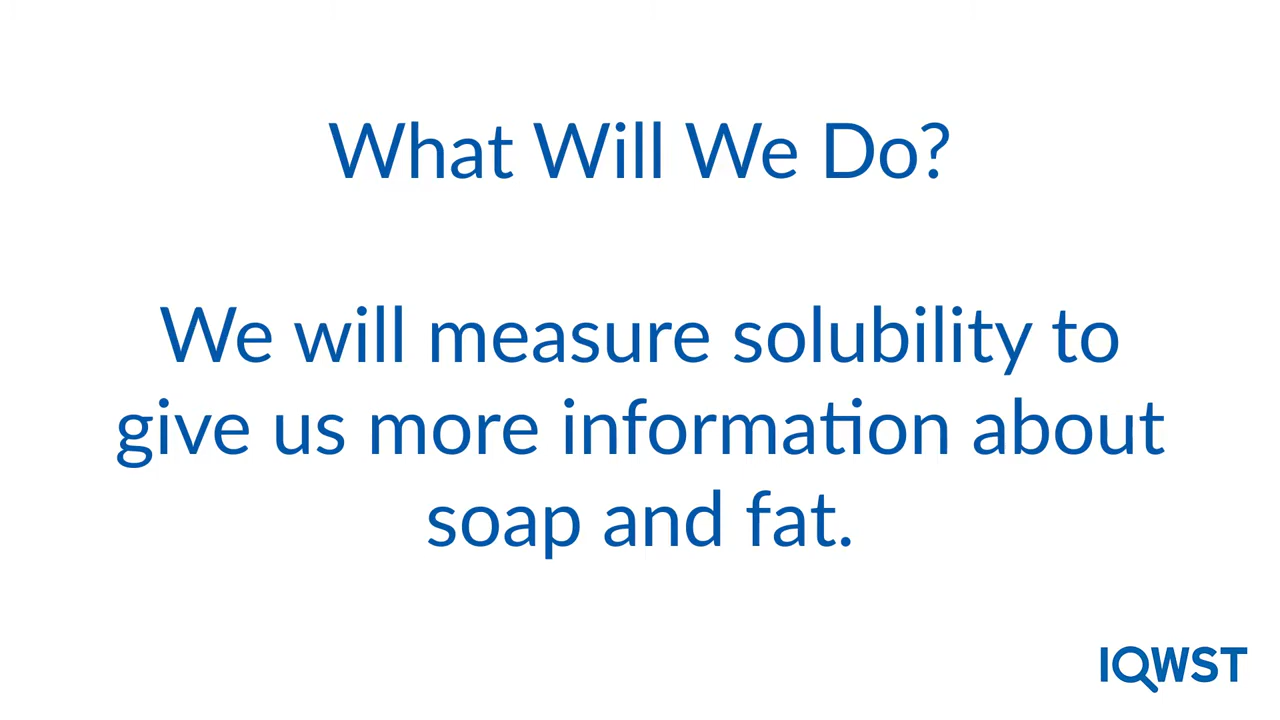 What Will We Do?
We will measure solubility to
give us more information about
soap and fat.
IQWST